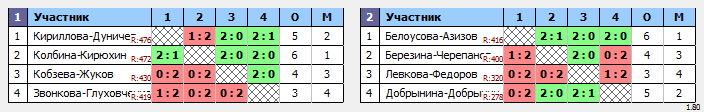 1 Участник 1 2 3 4 О М
1 Кириллова-Дуничев R:476 1:2 2:0 2:1 5 2
2 Колбина-Кирюхин R:472 2:1 2:0 2:0 6 1
3 Кобзева-Жуков R:430 0:2 0:2 2:0 4 3
4 Звонкова-Глуховче R:419 1:2 0:2 0:2 3 4
2 Участник 1 2 3 4 О М
1 Белоусова-Азизов R:416 2:1 2:0 2:0 6 1
2 Березина-Черепанс R:400 1:2 2:0 0:2 4 3
3 Левкова-Федоров R:320 0:2 0:2 1:2 3 4
4 Добрынина-Добры R:278 0:2 2:0 2:1 5 2
1.80